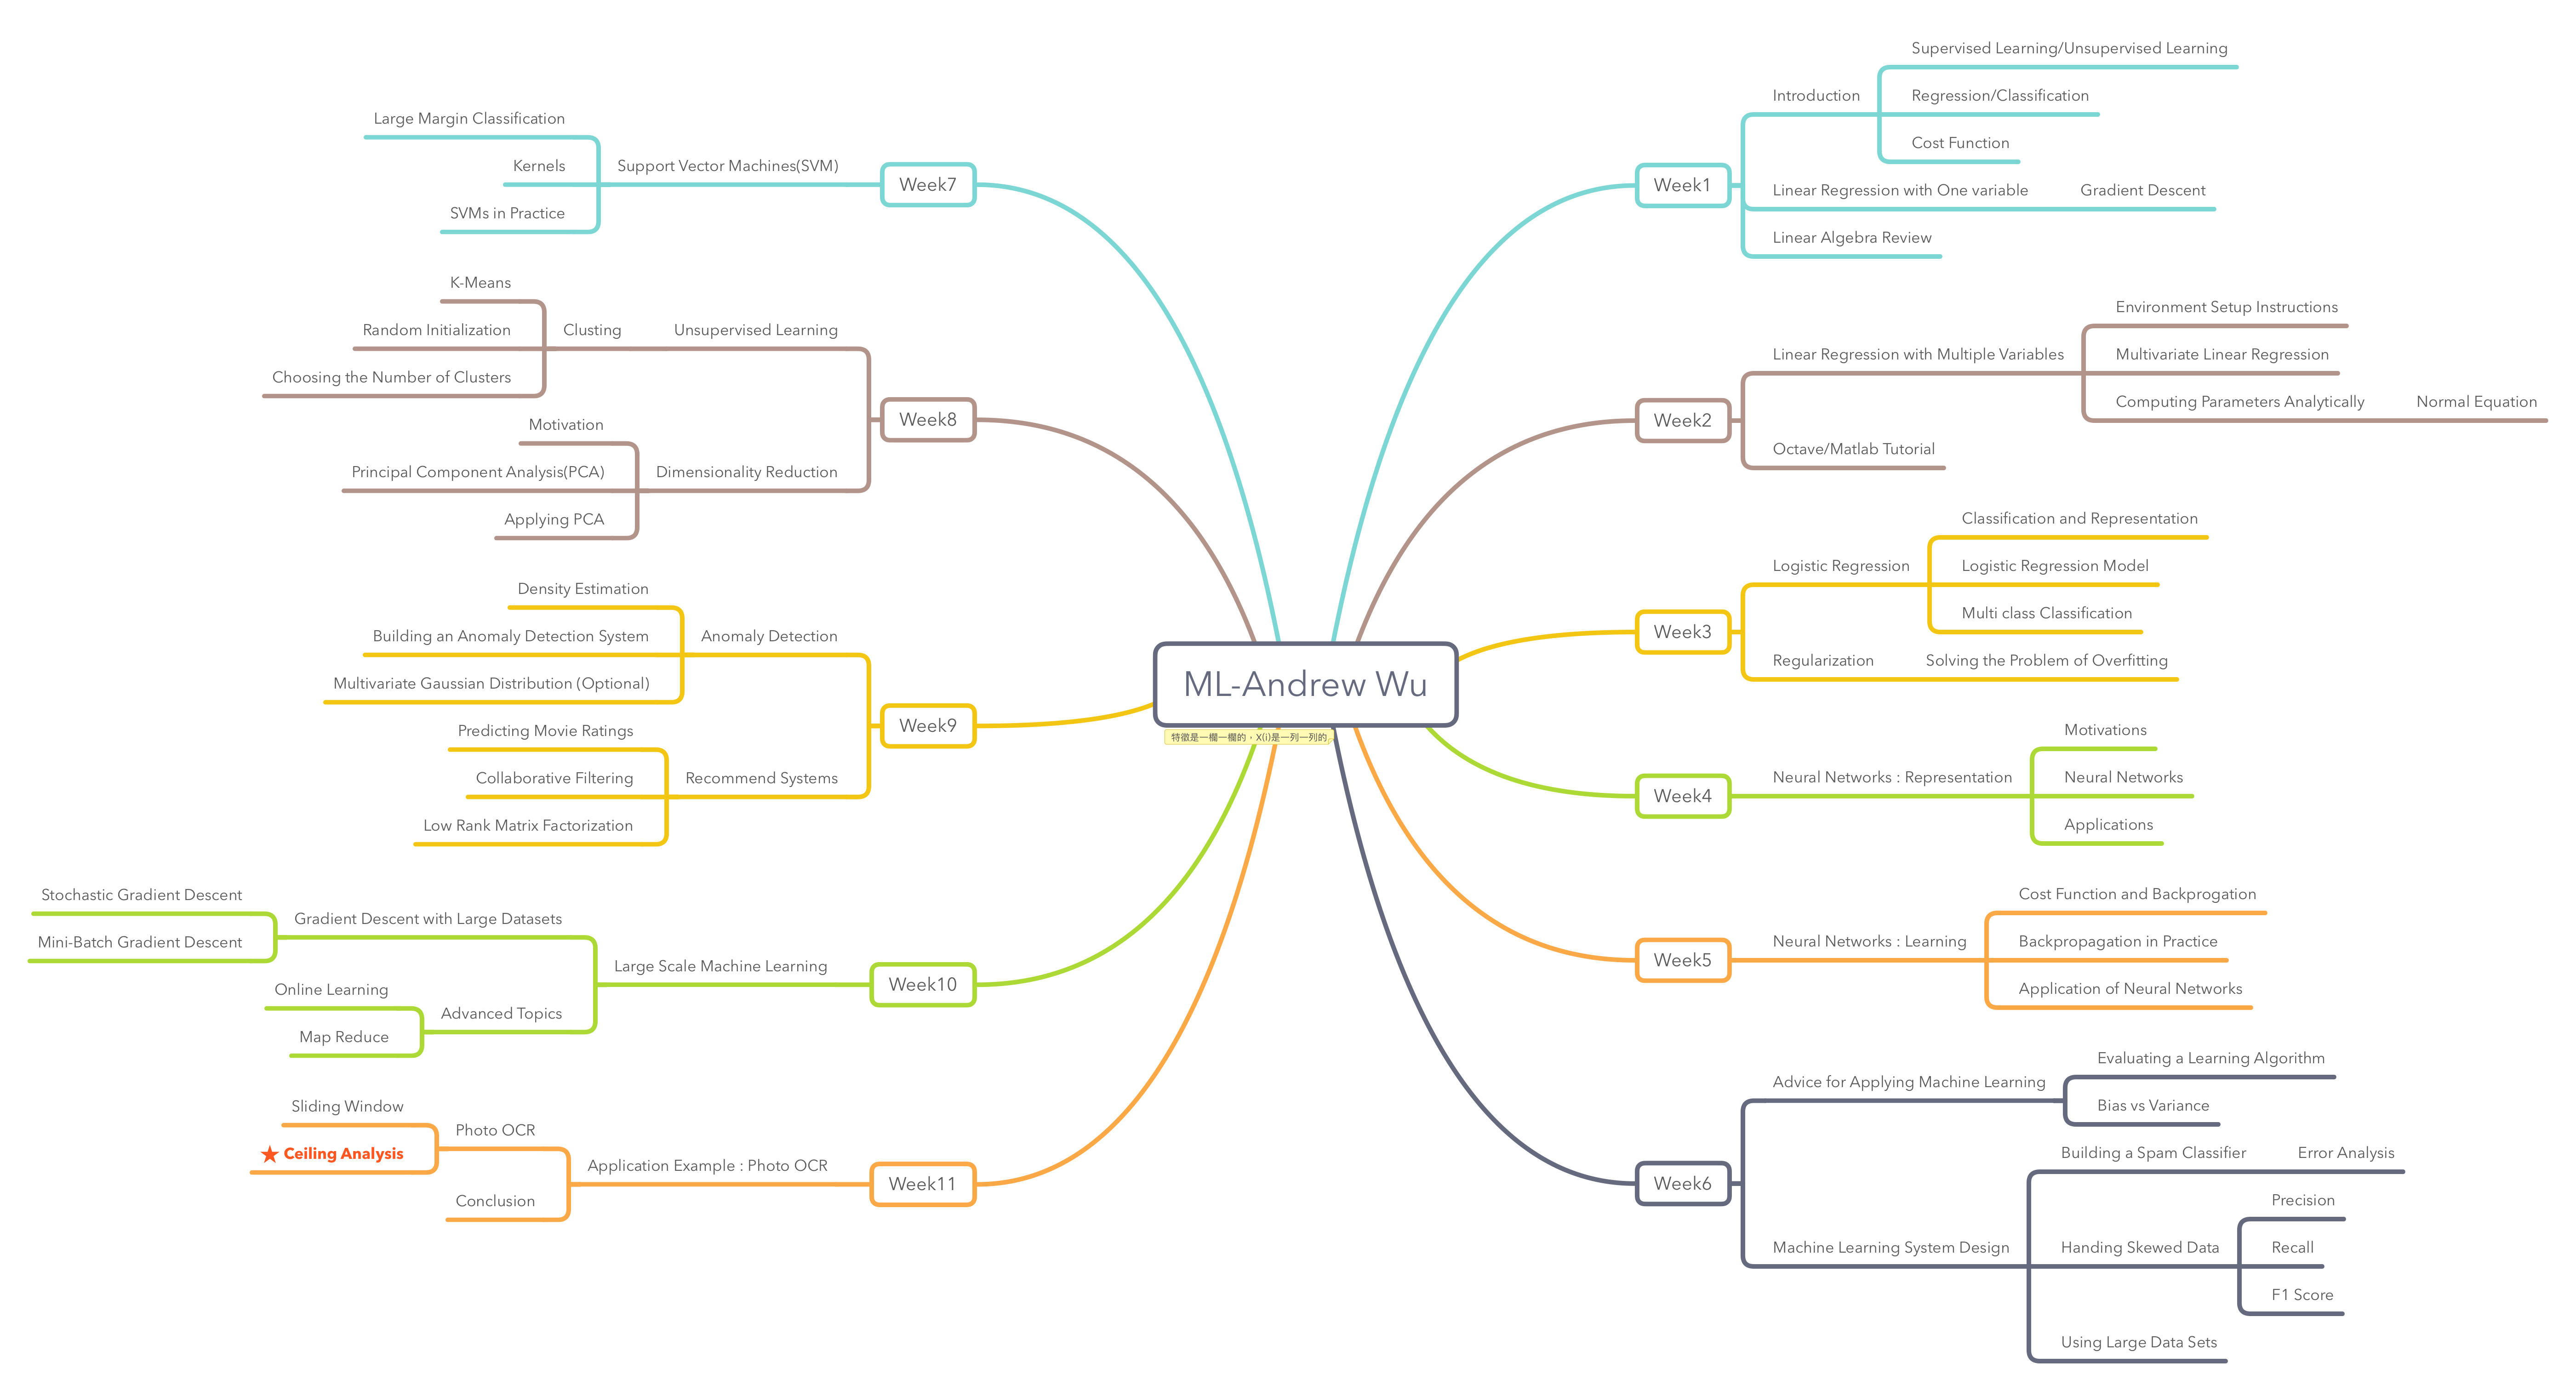 ML-Andrew Wu
特徵是一欄一欄的，X(i)是一列一列的
Week1
Introduction
Supervised Learning/Unsupervised Learning
Regression/Classification
Cost Function
Linear Regression with One variable
Gradient Descent
Linear Algebra Review
Week2
Linear Regression with Multiple Variables
Environment Setup Instructions
Multivariate Linear Regression
Computing Parameters Analytically
Normal Equation
Octave/Matlab Tutorial
Week3
Logistic Regression
Classification and Representation
Logistic Regression Model
Multi class Classification
Regularization
Solving the Problem of Overfitting
Week4
Neural Networks : Representation
Motivations
Neural Networks
Applications
Week5
Neural Networks : Learning
Cost Function and Backprogation
Backpropagation in Practice
Application of Neural Networks
Week6
Advice for Applying Machine Learning
Evaluating a Learning Algorithm
Bias vs Variance
Machine Learning System Design
Building a Spam Classifier
Error Analysis
Handing Skewed Data
Precision
Recall
F1 Score
Using Large Data Sets
Week7
Support Vector Machines(SVM)
Large Margin Classification
Kernels
SVMs in Practice
Week8
Unsupervised Learning
Clusting
K-Means
Random Initialization
Choosing the Number of Clusters
Dimensionality Reduction
Motivation
Principal Component Analysis(PCA)
Applying PCA
Week9
Anomaly Detection
Density Estimation
Building an Anomaly Detection System
Multivariate Gaussian Distribution (Optional)
Recommend Systems
Predicting Movie Ratings
Collaborative Filtering
Low Rank Matrix Factorization
Week10
Large Scale Machine Learning
Gradient Descent with Large Datasets
Stochastic Gradient Descent
Mini-Batch Gradient Descent
Advanced Topics
Online Learning
Map Reduce
Week11
Application Example : Photo OCR
Photo OCR
Sliding Window
Ceiling Analysis
Conclusion